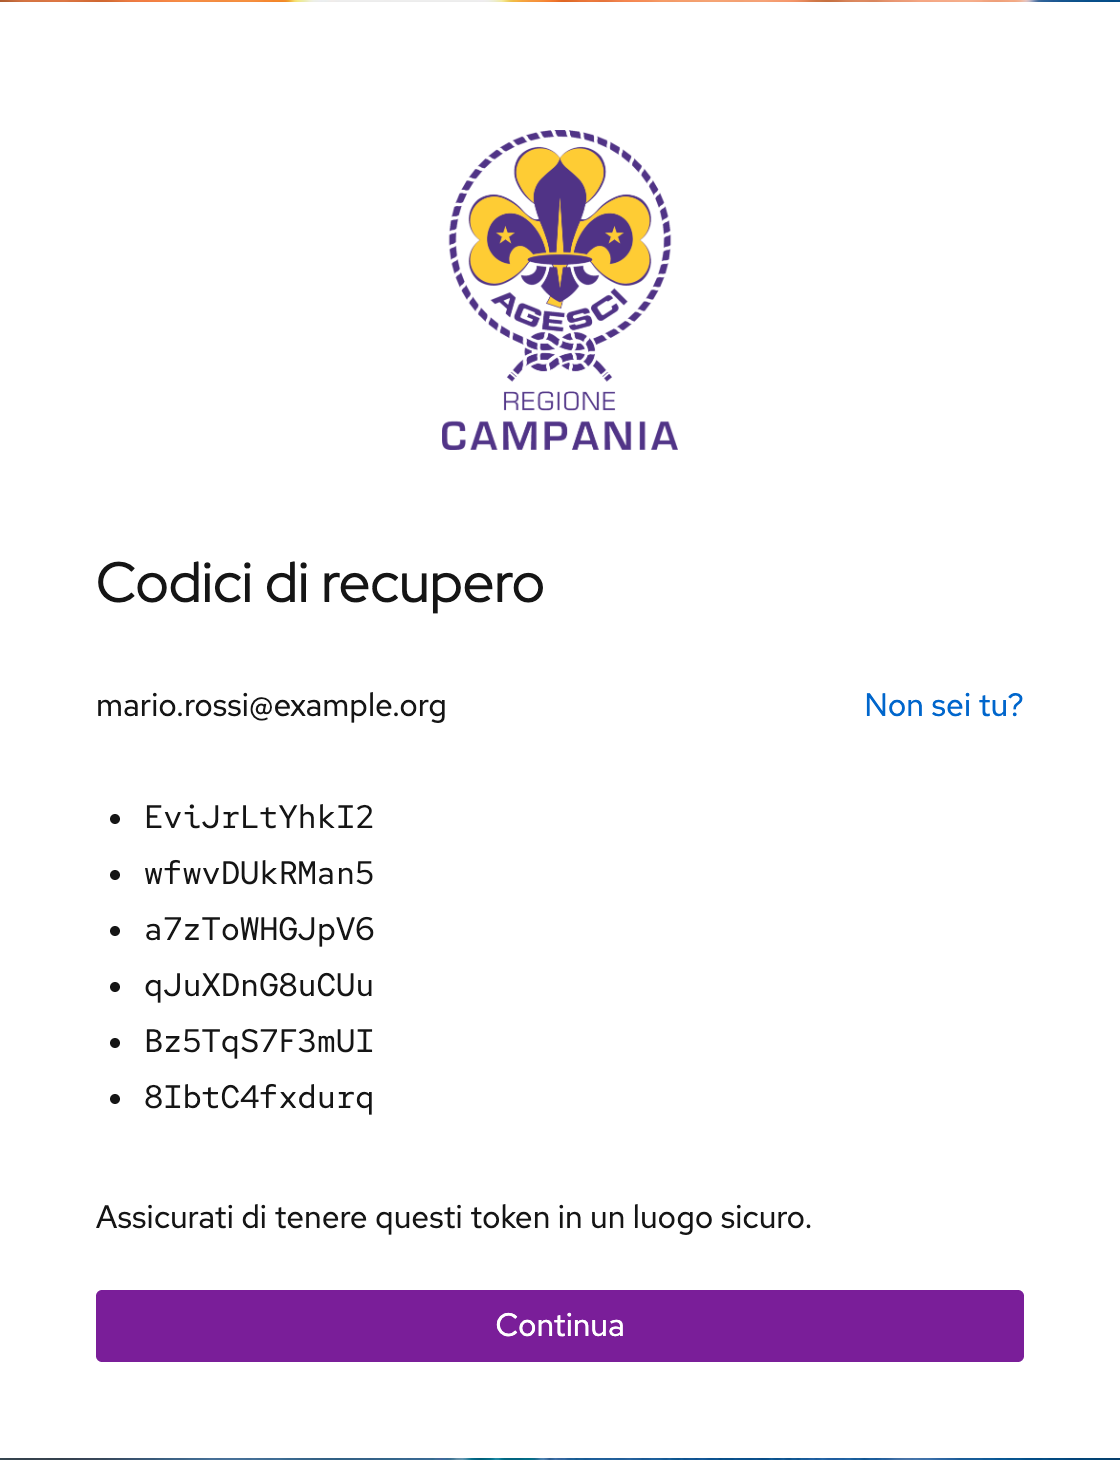 AGESCI
REGIONE
CAMPANIA
Codici di recupero
mario.rossi@example.org
Non sei tu?
EviJrLtYhkI2
wfwvDUkRMan5
a7zToWHGJpV6
qJuXDnG8uCUu
Bz5TqS7F3mUI
8IbtC4fxdurq
Assicurati di tenere questi token in un luogo sicuro.
Continua